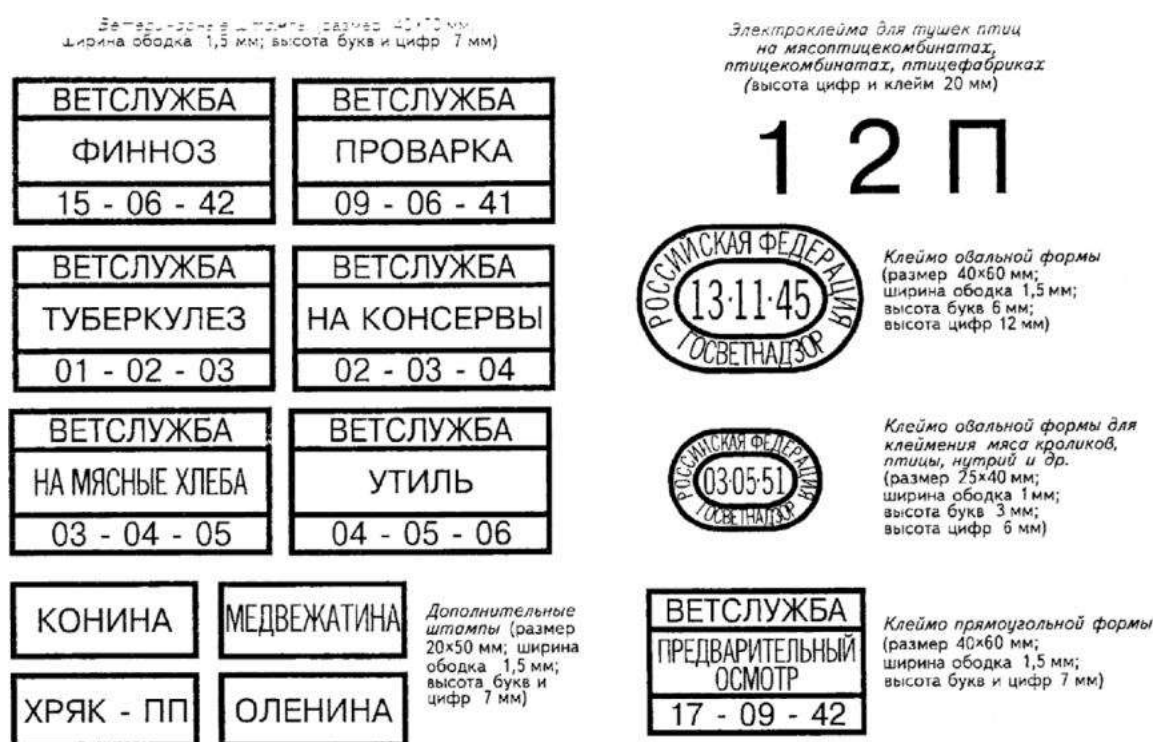 Ветеринарные штампы (размер 40×70 мм;
ширина ободка 1,5 мм; высота букв и цифр 7 мм)
ВЕТСЛУЖБА
ФИННОЗ
15 - 06 - 42
ВЕТСЛУЖБА
ПРОВАРКА
09 - 06 - 41
ВЕТСЛУЖБА
ТУБЕРКУЛЕЗ
01 - 02 - 03
ВЕТСЛУЖБА
НА КОНСЕРВЫ
02 - 03 - 04
ВЕТСЛУЖБА
НА МЯСНЫЕ ХЛЕБА
03 - 04 - 05
ВЕТСЛУЖБА
УТИЛЬ
04 - 05 - 06
КОНИНА
МЕДВЕЖАТИНА
ХРЯК - ПП
ОЛЕНИНА
Дополнительные
штампы (размер
20×50 мм; ширина
ободка 1,5 мм;
высота букв и
цифр 7 мм)
Электроклейма для тушек птиц
на мясоптицекомбинатах,
птицекомбинатах, птицефабриках
(высота цифр и клейм 20 мм)
1 2 П
РОССИЙСКАЯ ФЕДЕРАЦИЯ
13·11·45
ГОСВЕТНАДЗОР
Клеймо овальной формы
(размер 40×60 мм;
ширина ободка 1,5 мм;
высота букв 6 мм;
высота цифр 12 мм)
РОССИЙСКАЯ ФЕДЕРАЦИЯ
03·05·51
ГОСВЕТНАДЗОР
Клеймо овальной формы для
клеймения мяса кроликов,
птицы, нутрий и др.
(размер 25×40 мм;
ширина ободка 1 мм;
высота букв 3 мм;
высота цифр 6 мм)
ВЕТСЛУЖБА
ПРЕДВАРИТЕЛЬНЫЙ
ОСМОТР
17 - 09 - 42
Клеймо прямоугольной формы
(размер 40×60 мм;
ширина ободка 1,5 мм;
высота букв и цифр 7 мм)